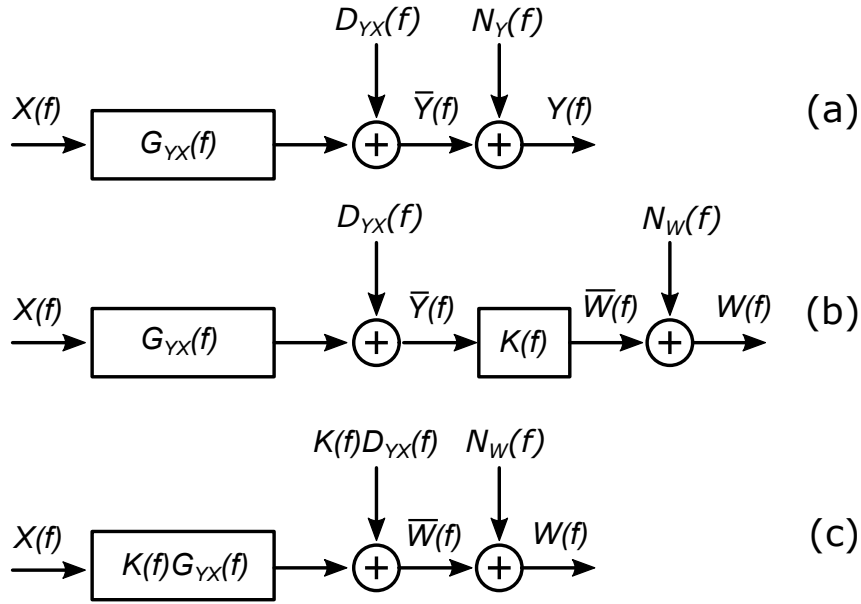 D_YX(f) N_Y(f)
X(f) G_YX(f) + Y̅(f) + Y(f) (a)
D_YX(f) N_W(f)
X(f) G_YX(f) + Y̅(f) K(f) W̅(f) + W(f) (b)
K(f)D_YX(f) N_W(f)
X(f) K(f)G_YX(f) + W̅(f) + W(f) (c)